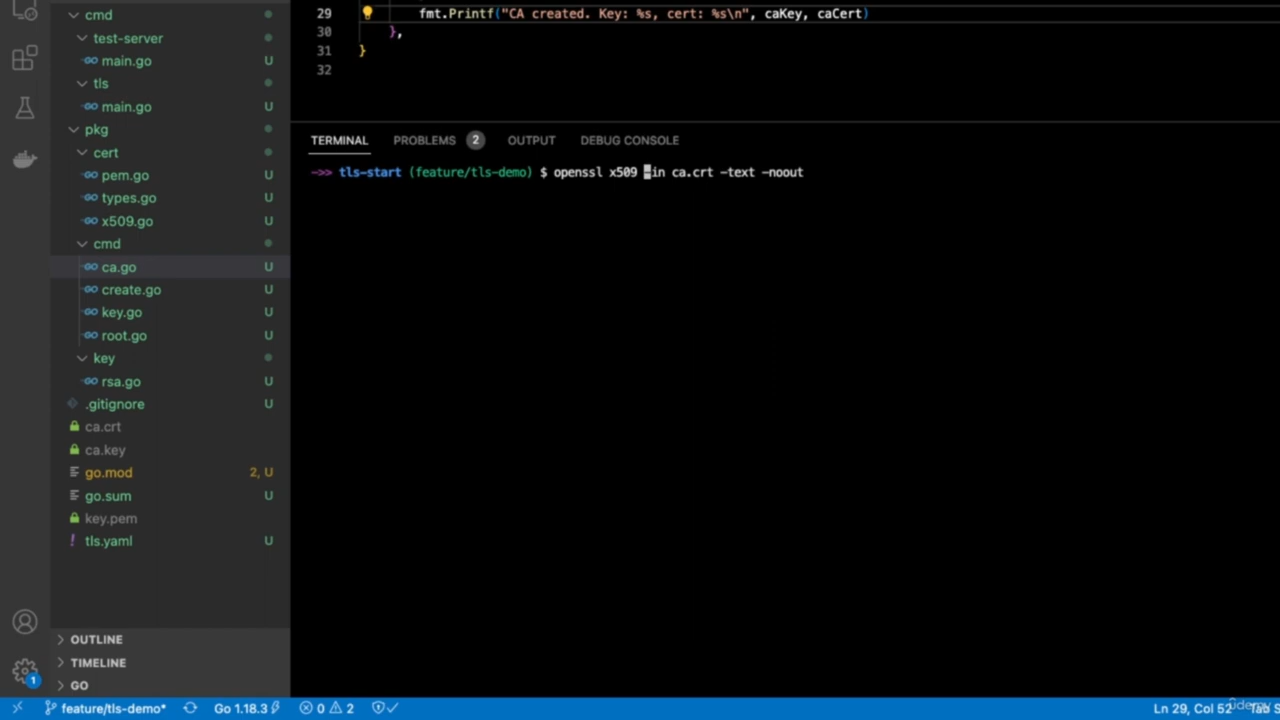 cmd
test-server
main.go U
tls
main.go U
pkg
cert
pem.go U
types.go U
x509.go U
cmd
ca.go U
create.go U
key.go U
root.go U
key
rsa.go U
.gitignore U
ca.crt
ca.key
go.mod 2, U
go.sum U
key.pem
! tls.yaml U
OUTLINE
TIMELINE
GO
1
29 fmt.Printf("CA created. Key: %s, cert: %s\n", caKey, caCert)
30 },
31 }
32
TERMINAL PROBLEMS 2 OUTPUT DEBUG CONSOLE
->> tls-start (feature/tls-demo) $ openssl x509 -in ca.crt -text -noout
feature/tls-demo* Go 1.18.3 0 2 Ln 29, Col 52 Tab S
udemy